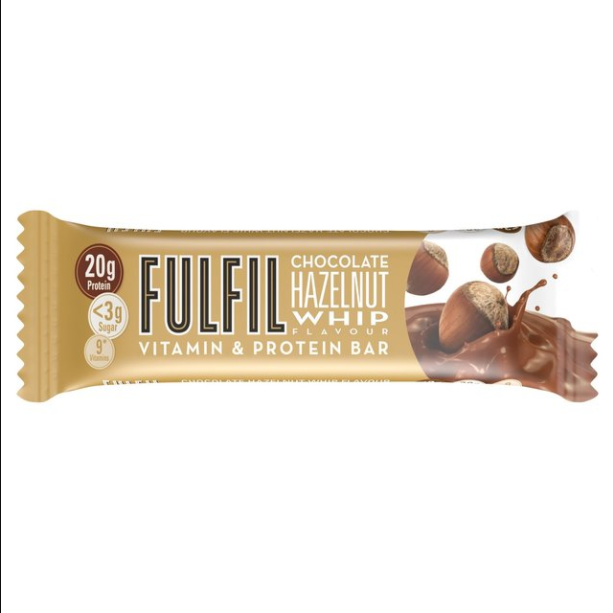 20g
Protein
<3g
Sugar
9*
Vitamins
FULFIL
CHOCOLATE
HAZELNUT
WHIP
FLAVOUR
VITAMIN & PROTEIN BAR